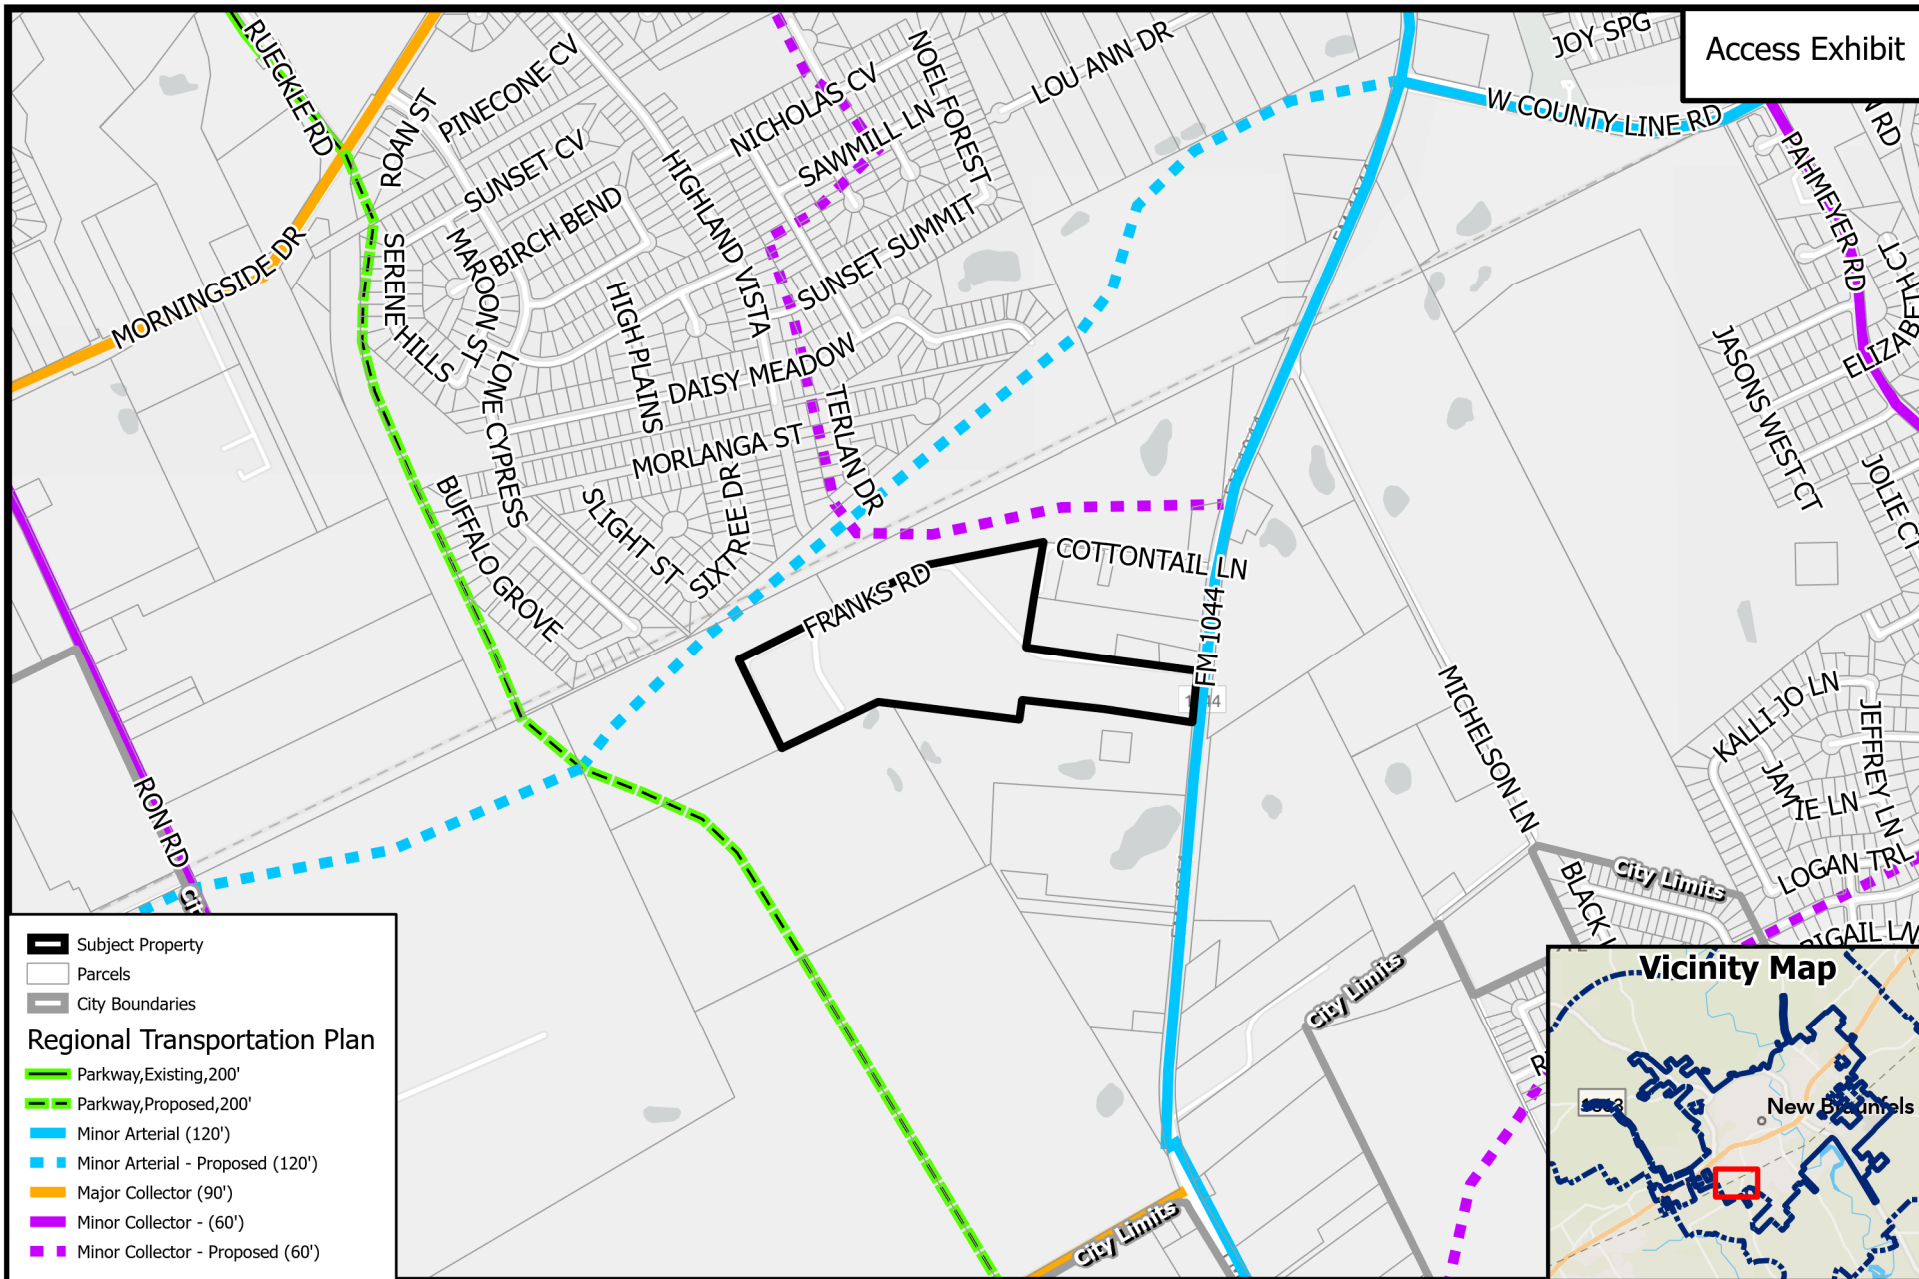 Access Exhibit
RUECKLE RD
ROAN ST
PINECONE CV
SUNSET CV
BIRCH BEND
MAROON ST
SERENE HILLS
MORNINGSIDE DR
HIGHLAND VISTA
NICHOLAS CV
SAWMILL LN
NOEL FOREST
LOU ANN DR
JOY SPG
W COUNTY LINE RD
PAHMEYER RD
N RD
SUNSET SUMMIT
HIGH PLAINS
DAISY MEADOW
LOWE CYPRESS
MORLANGA ST
TERLAN DR
SIXTREE DR
SLIGHT ST
BUFFALO GROVE
FRANKS RD
COTTONTAIL LN
FM 1044
MICHELSON LN
JASONS WEST CT
JOLIE CT
KALLI JO LN
JAMIE LN
JEFFREY LN
LOGAN TRL
City Limits
City Limits
City Limits
RON RD
Subject Property
Parcels
City Boundaries
Regional Transportation Plan
Parkway,Existing,200'
Parkway,Proposed,200'
Minor Arterial (120')
Minor Arterial - Proposed (120')
Major Collector (90')
Minor Collector - (60')
Minor Collector - Proposed (60')
Vicinity Map
New Braunfels